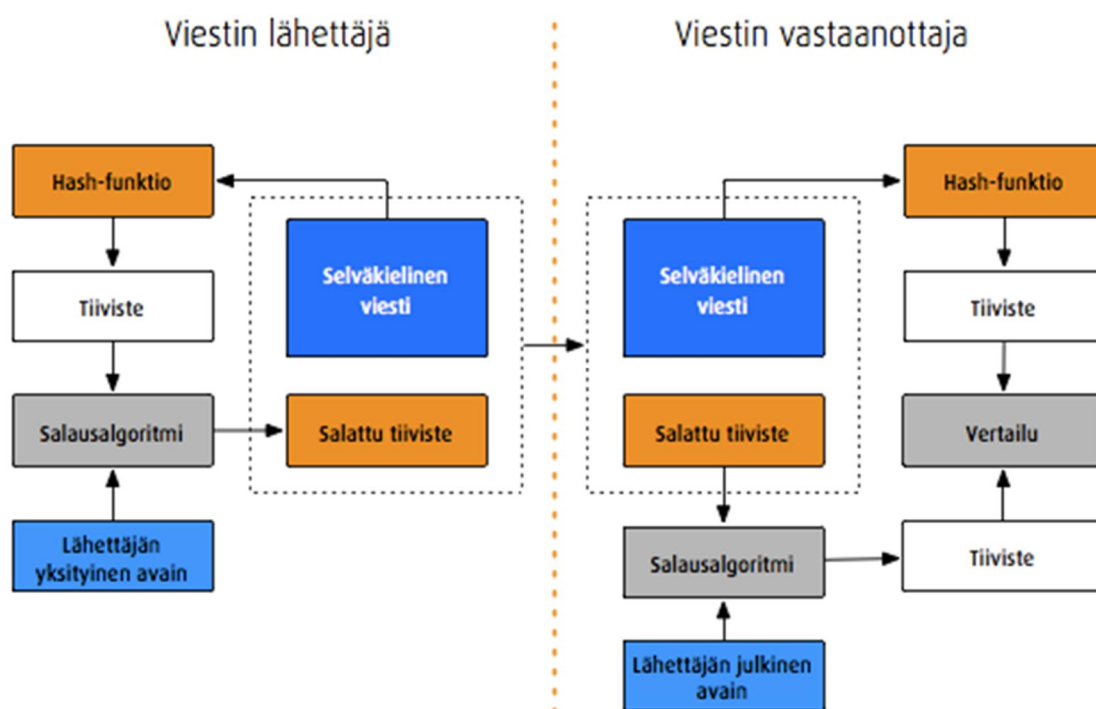 Viestin lähettäjä
Viestin vastaanottaja
Hash-funktio
Tiiviste
Salausalgoritmi
Lähettäjän
yksityinen avain
Selväkielinen
viesti
Salattu tiiviste
Selväkielinen
viesti
Salattu tiiviste
Salausalgoritmi
Lähettäjän julkinen
avain
Hash-funktio
Tiiviste
Vertailu
Tiiviste